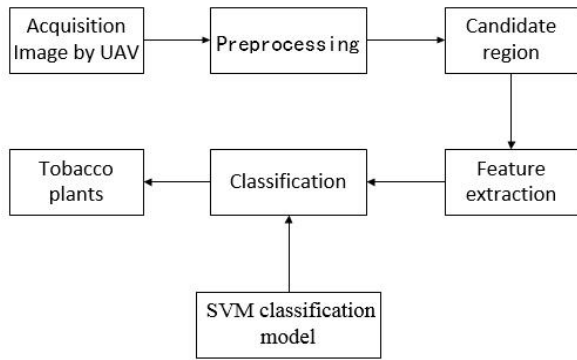 Acquisition
Image by UAV
Preprocessing
Candidate
region
Tobacco
plants
Classification
Feature
extraction
SVM classification
model